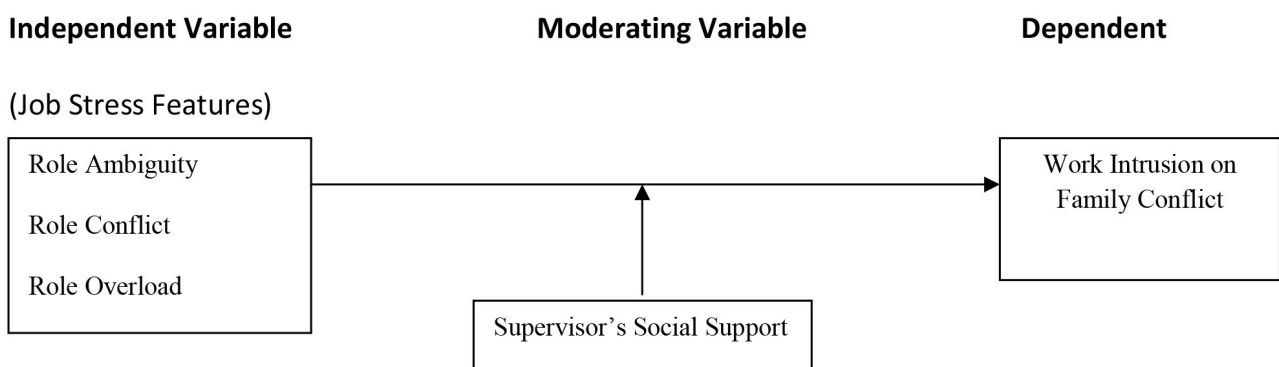 Independent Variable Moderating Variable Dependent
(Job Stress Features)
Role Ambiguity
Role Conflict
Role Overload
Supervisor’s Social Support
Work Intrusion on
Family Conflict